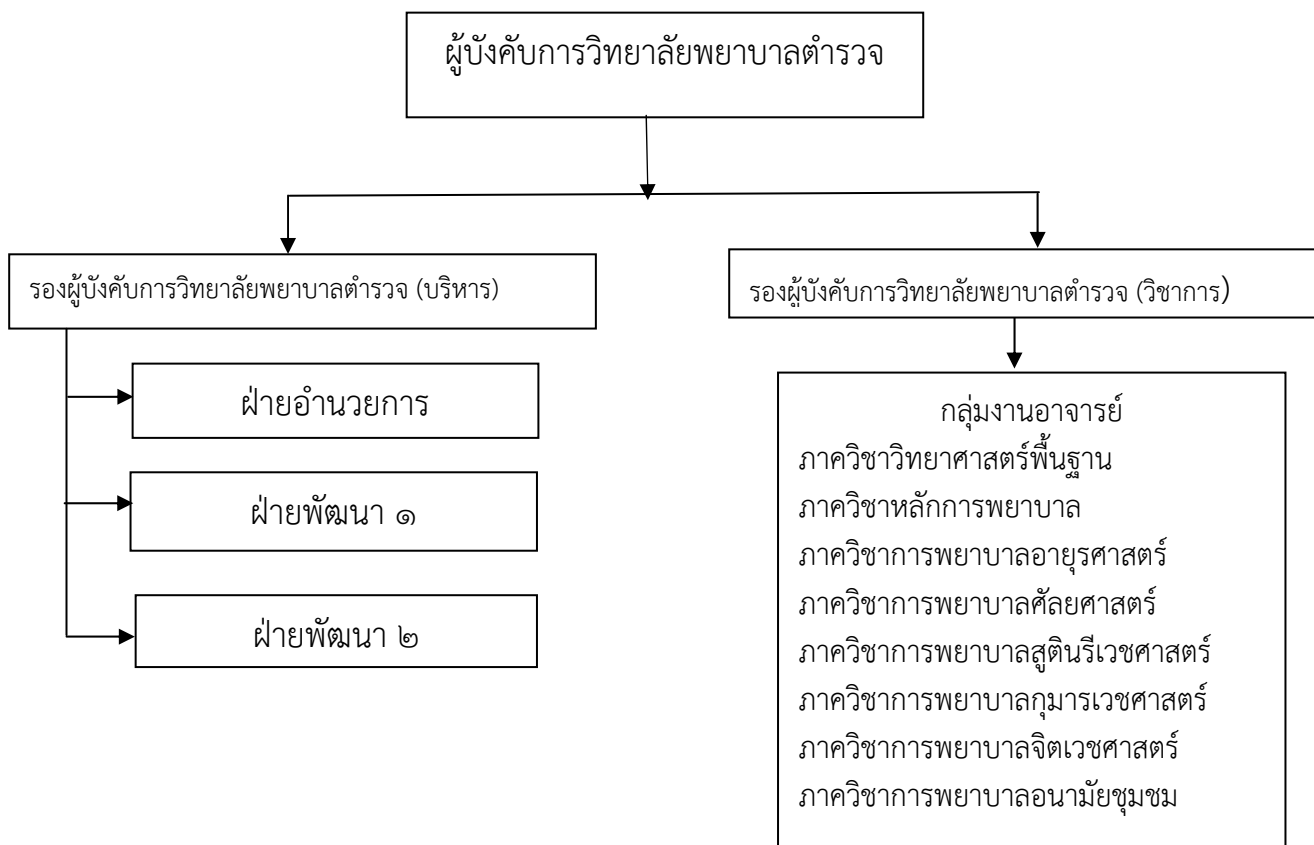 ผู้บังคับการวิทยาลัยพยาบาลตำรวจ
รองผู้บังคับการวิทยาลัยพยาบาลตำรวจ (บริหาร)
ฝ่ายอำนวยการ
ฝ่ายพัฒนา ๑
ฝ่ายพัฒนา ๒
รองผู้บังคับการวิทยาลัยพยาบาลตำรวจ (วิชาการ)
กลุ่มงานอาจารย์
ภาควิชาวิทยาศาสตร์พื้นฐาน
ภาควิชาหลักการพยาบาล
ภาควิชาการพยาบาลอายุรศาสตร์
ภาควิชาการพยาบาลศัลยศาสตร์
ภาควิชาการพยาบาลสูตินรีเวชศาสตร์
ภาควิชาการพยาบาลกุมารเวชศาสตร์
ภาควิชาการพยาบาลจิตเวชศาสตร์
ภาควิชาการพยาบาลอนามัยชุมชม